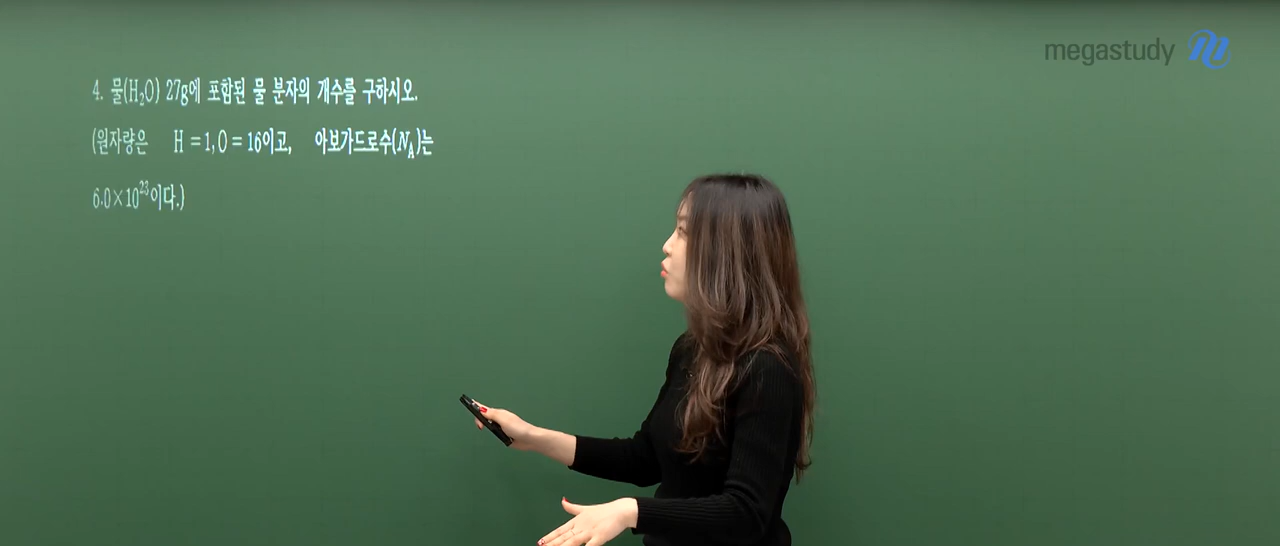 megastudy
4. 물(H₂O) 27g에 포함된 물 분자의 개수를 구하시오.
(원자량은 H = 1, O = 16이고, 아보가드로수(N_A)는
6.0×10²³이다.)